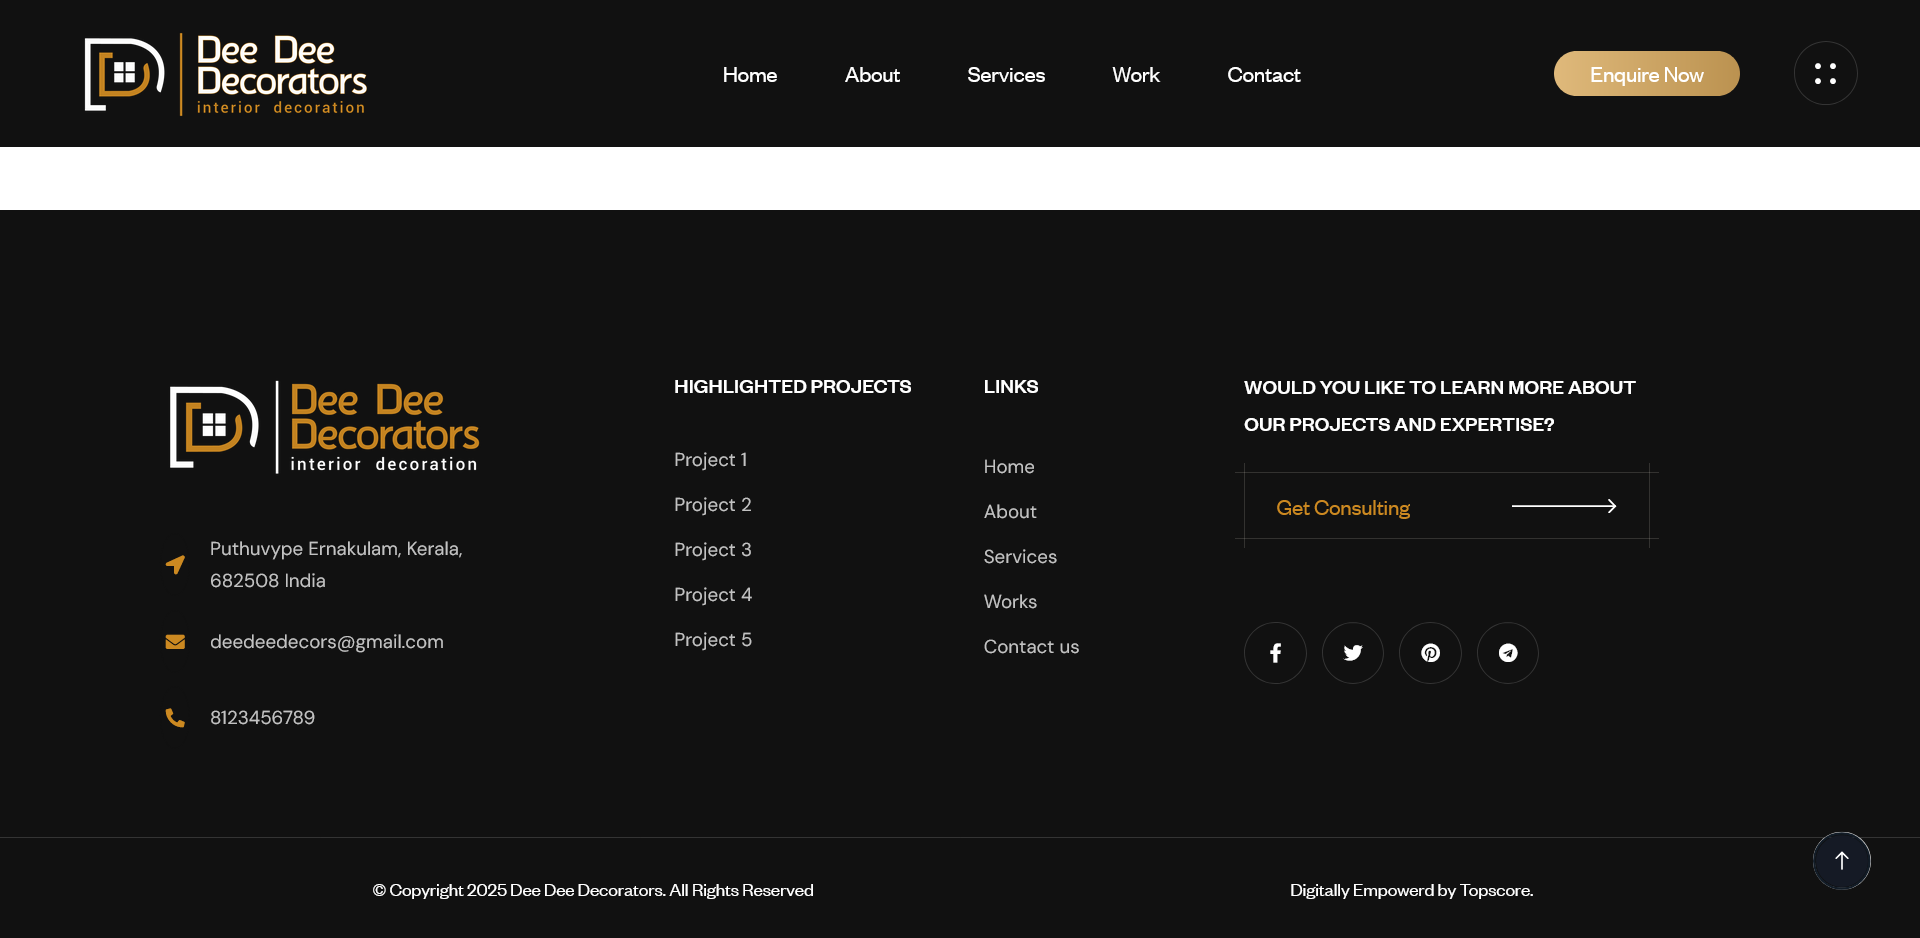 Dee Dee
Decorators
interior decoration
Home
About
Services
Work
Contact
Enquire Now
Dee Dee
Decorators
interior decoration
Puthuvype Ernakulam, Kerala,
682508 India
deedeedecors@gmail.com
8123456789
HIGHLIGHTED PROJECTS
Project 1
Project 2
Project 3
Project 4
Project 5
LINKS
Home
About
Services
Works
Contact us
WOULD YOU LIKE TO LEARN MORE ABOUT
OUR PROJECTS AND EXPERTISE?
Get Consulting
© Copyright 2025 Dee Dee Decorators. All Rights Reserved
Digitally Empowerd by Topscore.